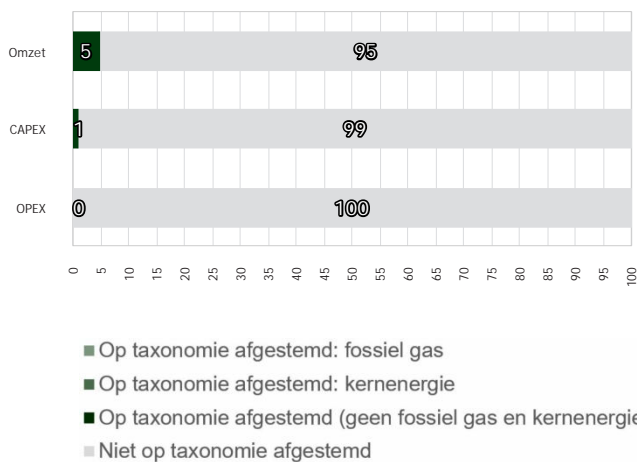 Omzet 5 95
CAPEX 1 99
OPEX 0 100
0 5 10 15 20 25 30 35 40 45 50 55 60 65 70 75 80 85 90 95 100
Op taxonomie afgestemd: fossiel gas
Op taxonomie afgestemd: kernenergie
Op taxonomie afgestemd (geen fossiel gas en kernenergie
Niet op taxonomie afgestemd